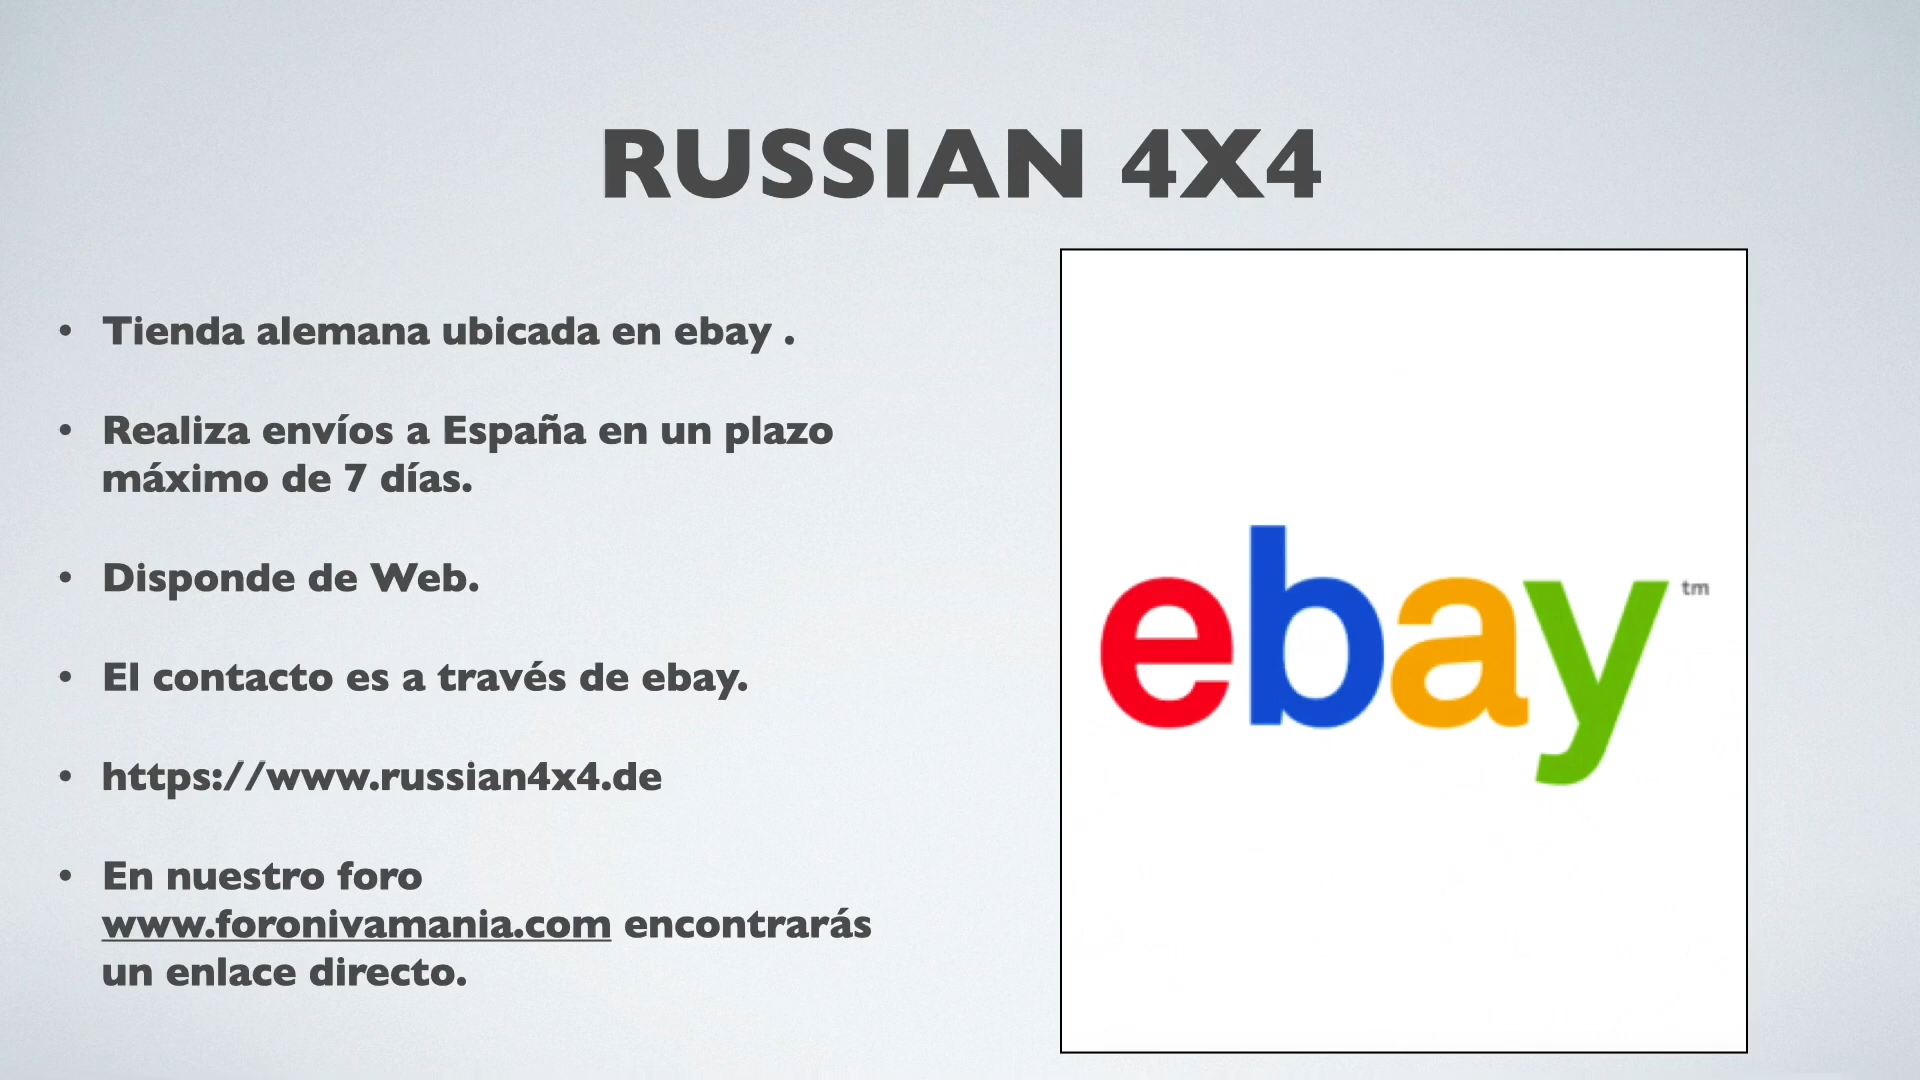 RUSSIAN 4X4
• Tienda alemana ubicada en ebay .
• Realiza envíos a España en un plazo
máximo de 7 días.
• Disponde de Web.
• El contacto es a través de ebay.
• https://www.russian4x4.de
• En nuestro foro
www.foronivamania.com encontrarás
un enlace directo.
ebay tm